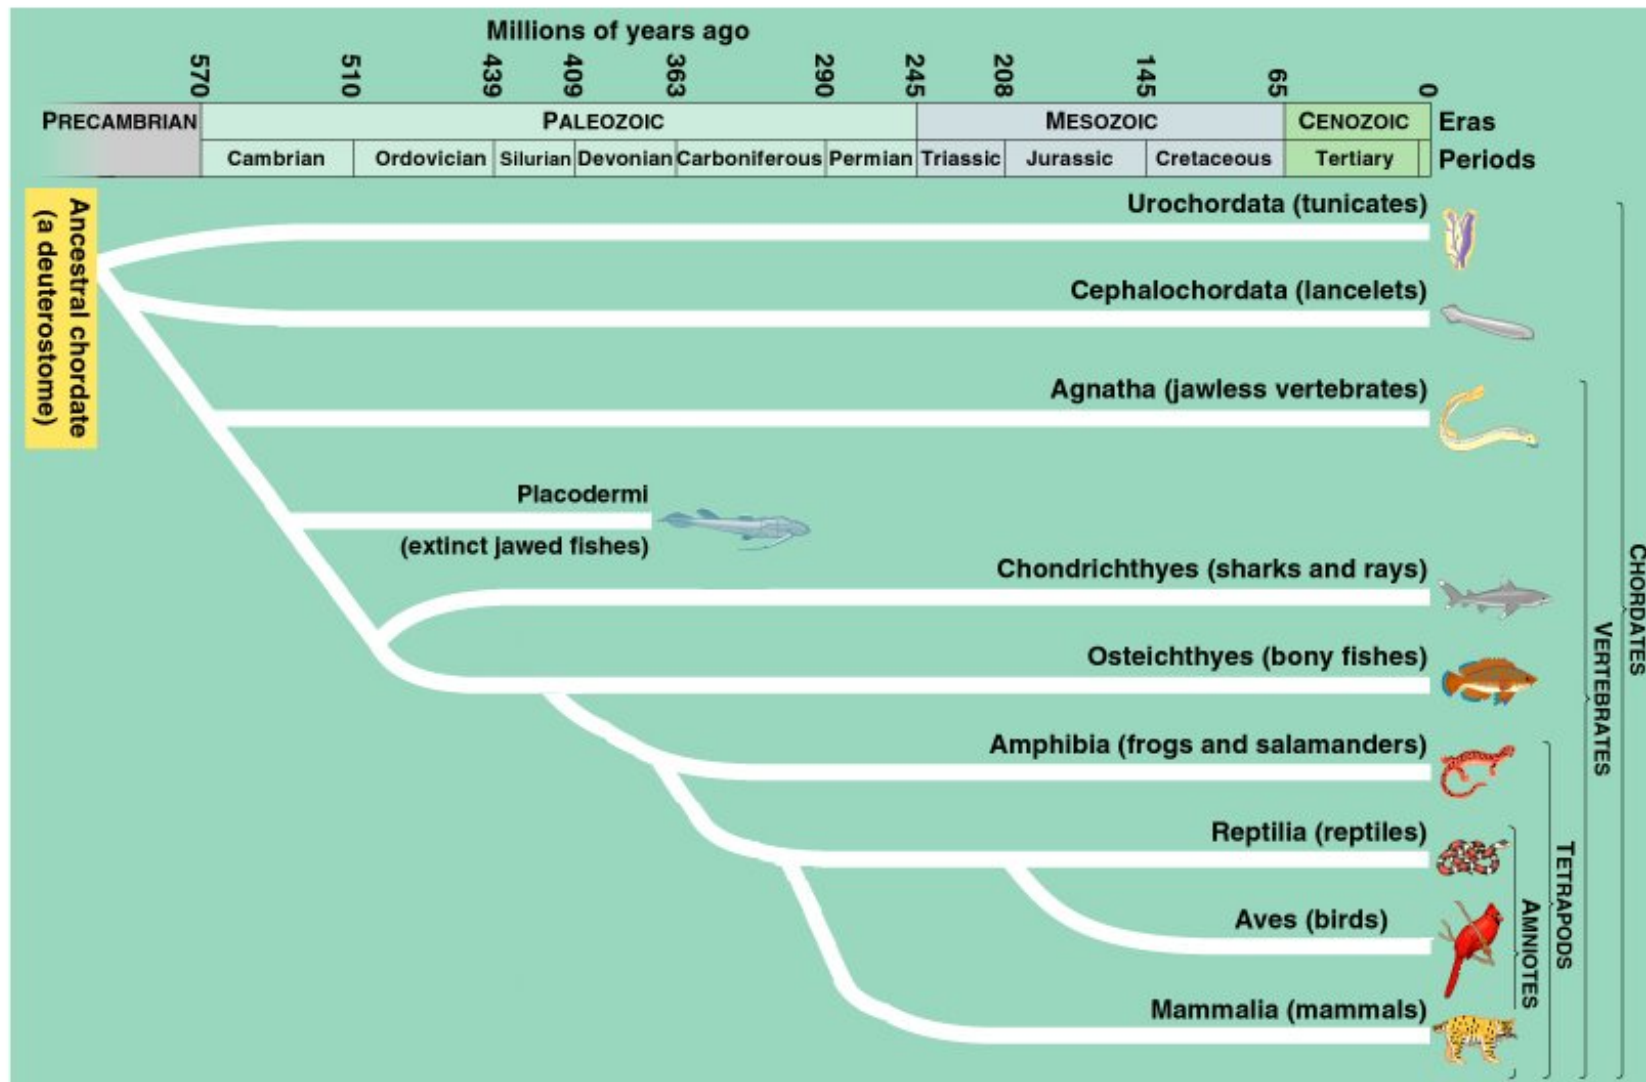 Millions of years ago
570 510 439 409 363 290 245 208 145 65 0
PRECAMBRIAN PALEOZOIC MESOZOIC CENOZOIC Eras
Cambrian Ordovician Silurian Devonian Carboniferous Permian Triassic Jurassic Cretaceous Tertiary Periods
Ancestral chordate
(a deuterostome)
Urochordata (tunicates)
Cephalochordata (lancelets)
Agnatha (jawless vertebrates)
Placodermi
(extinct jawed fishes)
Chondrichthyes (sharks and rays)
Osteichthyes (bony fishes)
Amphibia (frogs and salamanders)
Reptilia (reptiles)
Aves (birds)
Mammalia (mammals)
CHORDATES
VERTEBRATES
TETRAPODS
AMNIOTES